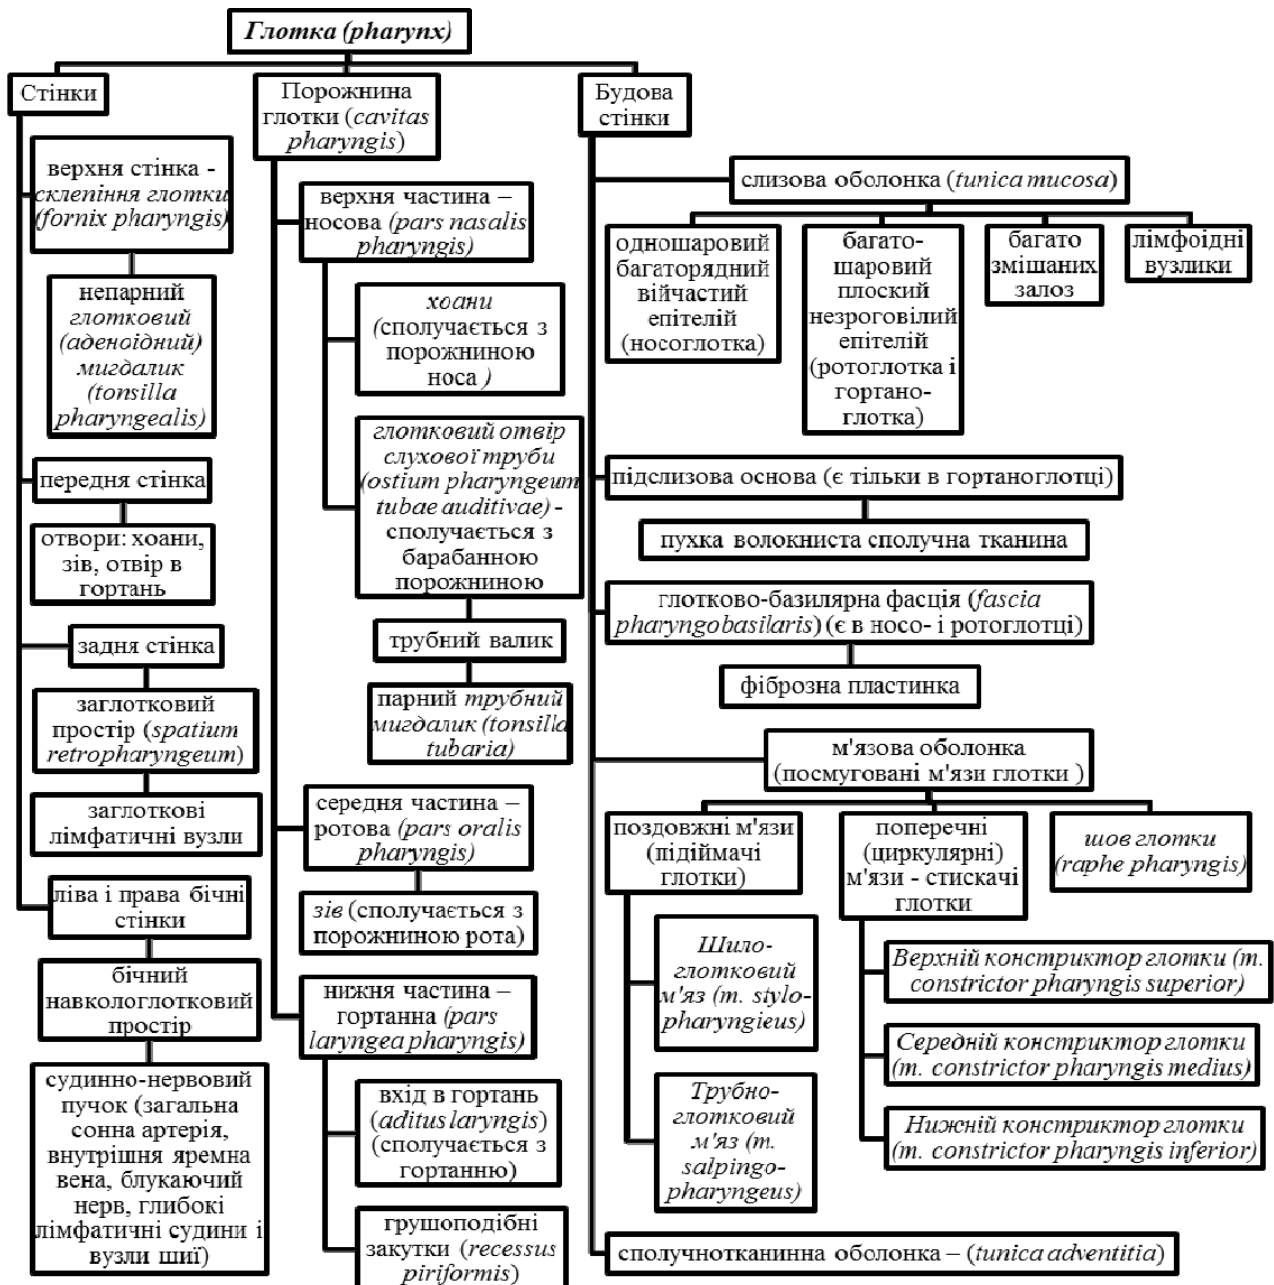 Глотка (pharynx)
Стінки
верхня стінка -
склепіння глотки
(fornix pharyngis)
непарний
глотковий
(аденоїдний)
мигдалик
(tonsilla
pharyngealis)
передня стінка
отвори: хоани,
зів, отвір в
гортань
задня стінка
заглотковий
простір (spatium
retropharyngeum)
заглоткові
лімфатичні вузли
ліва і права бічні
стінки
бічний
навкологлотковий
простір
судинно-нервовий
пучок (загальна
сонна артерія,
внутрішня яремна
вена, блукаючий
нерв, глибокі
лімфатичні судини і
вузли шиї)
Порожнина
глотки (cavitas
pharyngis)
верхня частина –
носова (pars nasalis
pharyngis)
хоани
(сполучається з
порожниною
носа )
глотковий отвір
слухової труби
(ostium pharyngeum
tubae auditivae) -
сполучається з
барабанною
порожниною
трубний валик
парний трубний
мигдалик (tonsilla
tubaria)
середня частина –
ротова (pars oralis
pharyngis)
зів (сполучається з
порожниною рота)
нижня частина –
гортанна (pars
laryngea pharyngis)
вхід в гортань
(aditus laryngis)
(сполучається з
гортанню)
грушоподібні
закутки (recessus
piriformis)
Будова
стінки
слизова оболонка (tunica mucosa)
одношаровий
багаторядний
війчастий
епітелій
(носоглотка)
багато-
шаровий
плоский
незроговілий
епітелій
(ротоглотка і
гортано-
глотка)
багато
змішаних
залоз
лімфоїдні
вузлики
підслизова основа (є тільки в гортаноглотці)
пухка волокниста сполучна тканина
глотково-базилярна фасція (fascia
pharyngobasilaris) (є в носо- і ротоглотці)
фіброзна пластинка
м'язова оболонка
(посмуговані м'язи глотки )
поздовжні м'язи
(підіймачі
глотки)
Шило-
глотковий
м'яз (m. stylo-
pharyngieus)
Трубно-
глотковий
м'яз (m.
salpingo-
pharyngeus)
поперечні
(циркулярні)
м'язи - стискачі
глотки
Верхній констриктор глотки (m.
constrictor pharyngis superior)
Середній констриктор глотки
(m. constrictor pharyngis medius)
Нижній констриктор глотки
(m. constrictor pharyngis inferior)
шов глотки
(raphe pharyngis)
сполучнотканинна оболонка – (tunica adventitia)